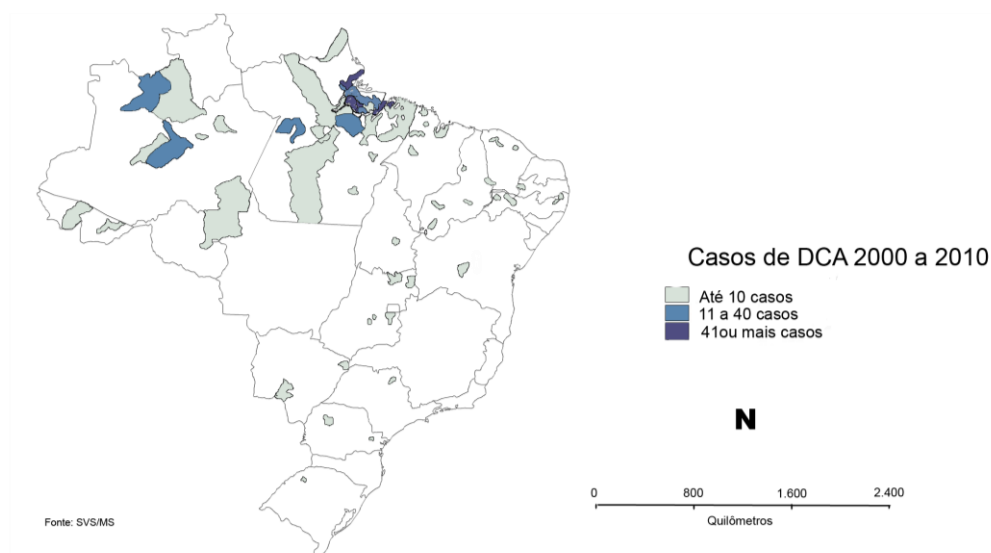 Casos de DCA 2000 a 2010
Até 10 casos
11 a 40 casos
41ou mais casos
N
0 800 1.600 2.400
Quilômetros
Fonte: SVS/MS